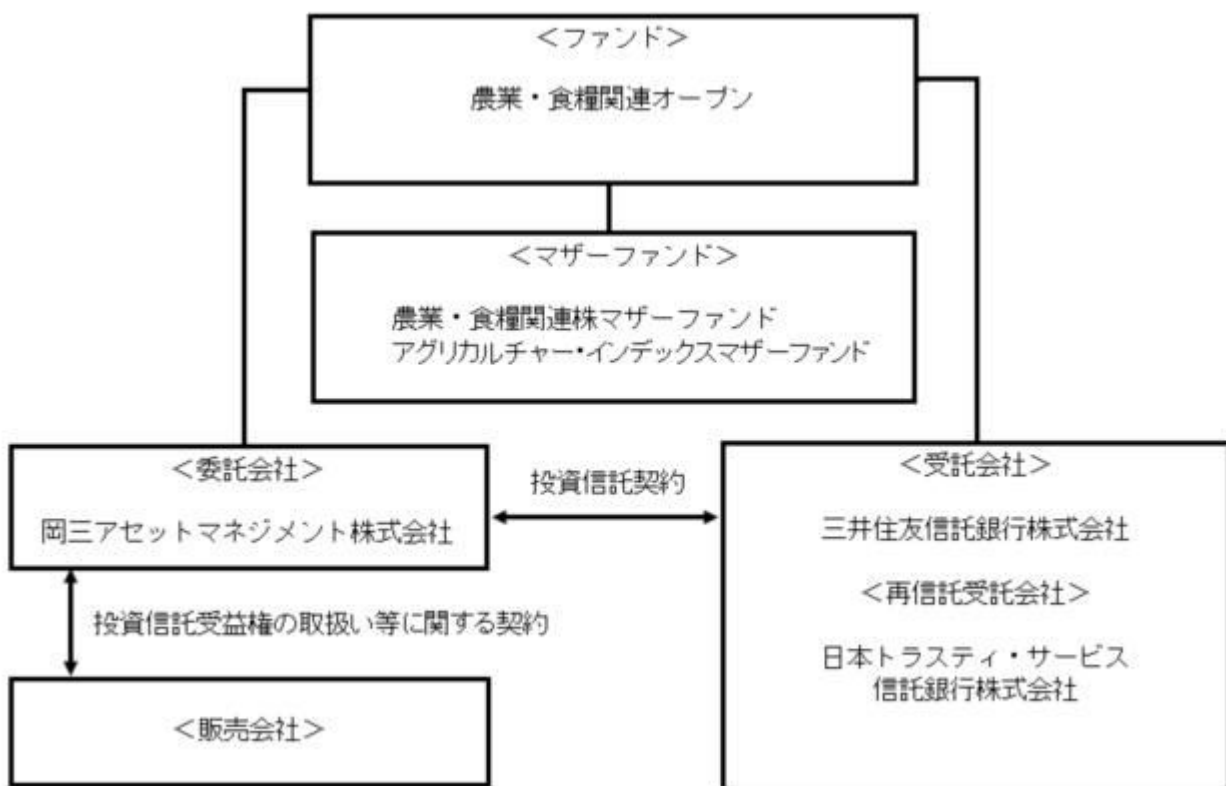 ＜ファンド＞
農業・食糧関連オープン
＜マザーファンド＞
農業・食糧関連株マザーファンド
アグリカルチャー・インデックスマザーファンド
＜委託会社＞
岡三アセットマネジメント株式会社
投資信託契約
＜受託会社＞
三井住友信託銀行株式会社
＜再信託受託会社＞
日本トラスティ・サービス
信託銀行株式会社
投資信託受益権の取扱い等に関する契約
＜販売会社＞